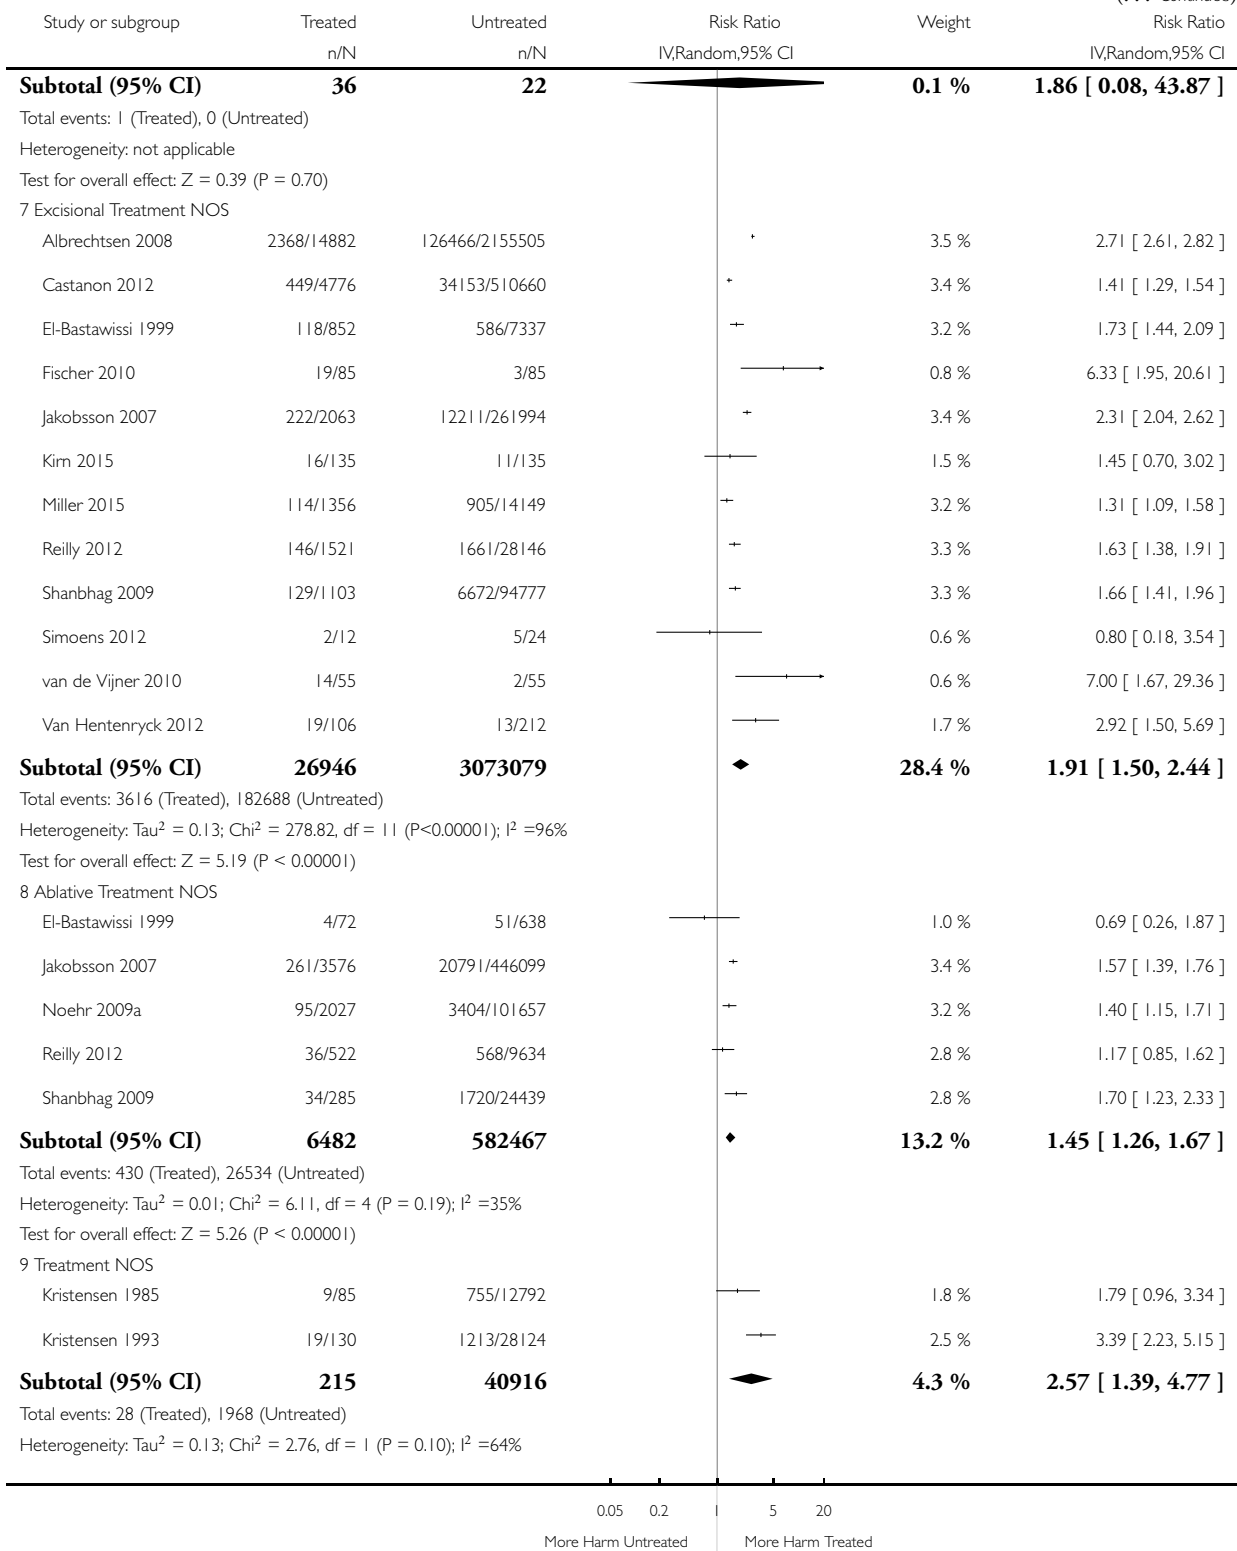 Study or subgroup Treated Untreated Risk Ratio Weight Risk Ratio
n/N n/N IV,Random,95% CI IV,Random,95% CI
Subtotal (95% CI) 36 22 0.1 % 1.86 [ 0.08, 43.87 ]
Total events: 1 (Treated), 0 (Untreated)
Heterogeneity: not applicable
Test for overall effect: Z = 0.39 (P = 0.70)
7 Excisional Treatment NOS
Albrechtsen 2008 2368/14882 126466/2155505 3.5 % 2.71 [ 2.61, 2.82 ]
Castanon 2012 449/4776 34153/510660 3.4 % 1.41 [ 1.29, 1.54 ]
El-Bastawissi 1999 118/852 586/7337 3.2 % 1.73 [ 1.44, 2.09 ]
Fischer 2010 19/85 3/85 0.8 % 6.33 [ 1.95, 20.61 ]
Jakobsson 2007 222/2063 12211/261994 3.4 % 2.31 [ 2.04, 2.62 ]
Kirn 2015 16/135 11/135 1.5 % 1.45 [ 0.70, 3.02 ]
Miller 2015 114/1356 905/14149 3.2 % 1.31 [ 1.09, 1.58 ]
Reilly 2012 146/1521 1661/28146 3.3 % 1.63 [ 1.38, 1.91 ]
Shanbhag 2009 129/1103 6672/94777 3.3 % 1.66 [ 1.41, 1.96 ]
Simoens 2012 2/12 5/24 0.6 % 0.80 [ 0.18, 3.54 ]
van de Vijner 2010 14/55 2/55 0.6 % 7.00 [ 1.67, 29.36 ]
Van Hentenryck 2012 19/106 13/212 1.7 % 2.92 [ 1.50, 5.69 ]
Subtotal (95% CI) 26946 3073079 28.4 % 1.91 [ 1.50, 2.44 ]
Total events: 3616 (Treated), 182688 (Untreated)
Heterogeneity: Tau² = 0.13; Chi² = 278.82, df = 11 (P<0.00001); I² =96%
Test for overall effect: Z = 5.19 (P < 0.00001)
8 Ablative Treatment NOS
El-Bastawissi 1999 4/72 51/638 1.0 % 0.69 [ 0.26, 1.87 ]
Jakobsson 2007 261/3576 20791/446099 3.4 % 1.57 [ 1.39, 1.76 ]
Noehr 2009a 95/2027 3404/101657 3.2 % 1.40 [ 1.15, 1.71 ]
Reilly 2012 36/522 568/9634 2.8 % 1.17 [ 0.85, 1.62 ]
Shanbhag 2009 34/285 1720/24439 2.8 % 1.70 [ 1.23, 2.33 ]
Subtotal (95% CI) 6482 582467 13.2 % 1.45 [ 1.26, 1.67 ]
Total events: 430 (Treated), 26534 (Untreated)
Heterogeneity: Tau² = 0.01; Chi² = 6.11, df = 4 (P = 0.19); I² =35%
Test for overall effect: Z = 5.26 (P < 0.00001)
9 Treatment NOS
Kristensen 1985 9/85 755/12792 1.8 % 1.79 [ 0.96, 3.34 ]
Kristensen 1993 19/130 1213/28124 2.5 % 3.39 [ 2.23, 5.15 ]
Subtotal (95% CI) 215 40916 4.3 % 2.57 [ 1.39, 4.77 ]
Total events: 28 (Treated), 1968 (Untreated)
Heterogeneity: Tau² = 0.13; Chi² = 2.76, df = 1 (P = 0.10); I² =64%
0.05 0.2 1 5 20
More Harm Untreated More Harm Treated